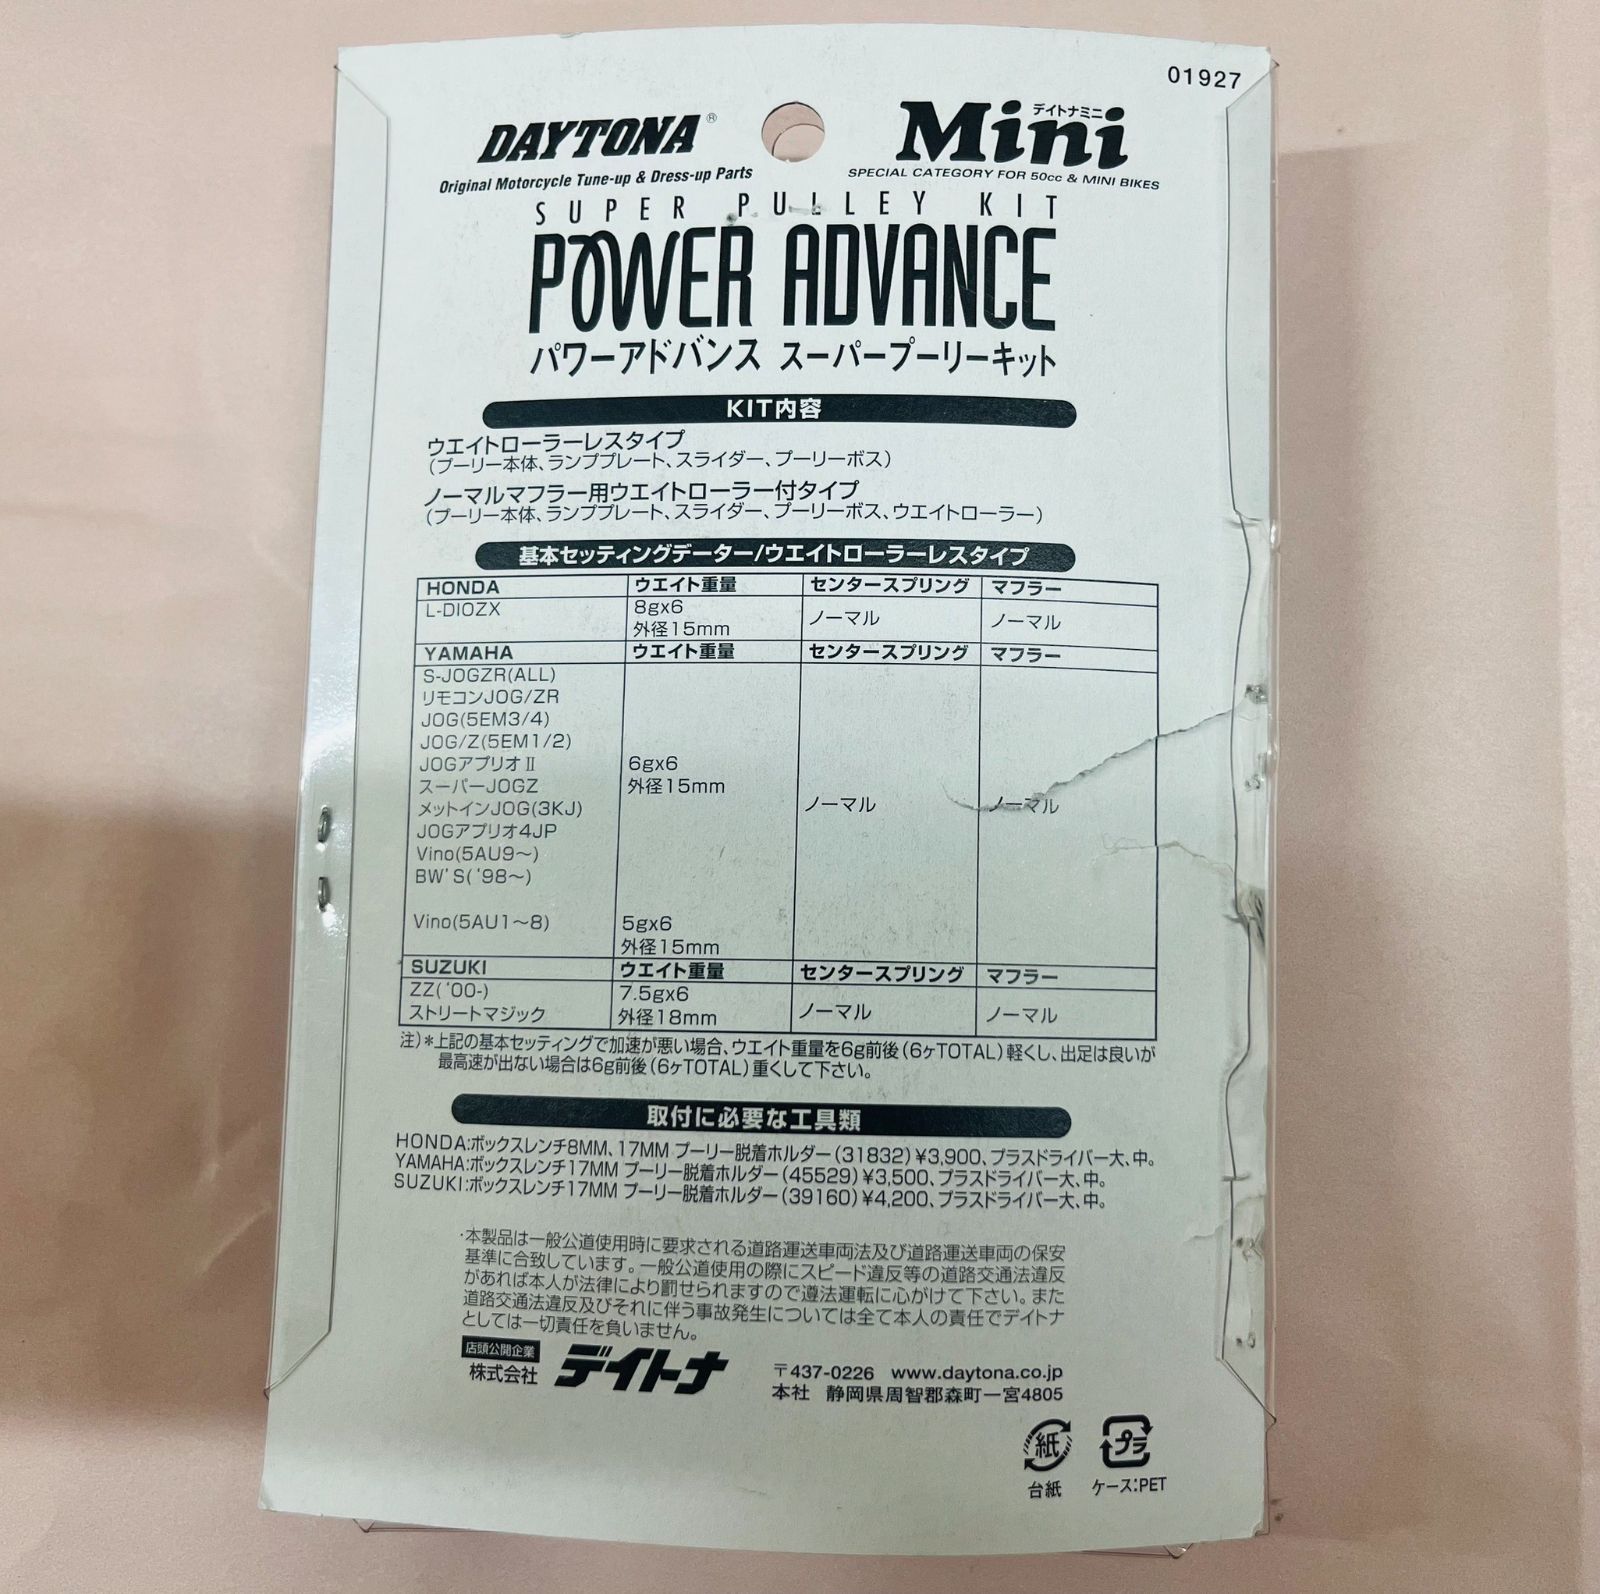 01927
DAYTONA®
デイトナミニ
Mini
Original Motorcycle Tune-up & Dress-up Parts
SPECIAL CATEGORY FOR 50cc & MINI BIKES
SUPER PULLEY KIT
POWER ADVANCE
パワーアドバンス スーパープーリーキット
KIT内容
ウエイトローラーレスタイプ
(プーリー本体、ランププレート、スライダー、プーリーボス)
ノーマルマフラー用ウエイトローラー付タイプ
(プーリー本体、ランププレート、スライダー、プーリーボス、ウエイトローラー)
基本セッティングデーター/ウエイトローラーレスタイプ
HONDA ウエイト重量 センタースプリング マフラー
L-DIOZX 8gx6 ノーマル ノーマル
外径15mm
YAMAHA ウエイト重量 センタースプリング マフラー
S-JOGZR(ALL)
リモコンJOG/ZR
JOG(5EM3/4)
JOG/Z(5EM1/2)
JOGアプリオⅡ 6gx6
スーパーJOGZ 外径15mm
メットインJOG(3KJ) ノーマル ノーマル
JOGアプリオ4JP
Vino(5AU9〜)
BW'S('98〜)
Vino(5AU1〜8) 5gx6
外径15mm
SUZUKI ウエイト重量 センタースプリング マフラー
ZZ('00-) 7.5gx6
ストリートマジック 外径18mm ノーマル ノーマル
注)*上記の基本セッティングで加速が悪い場合、ウエイト重量を6g前後(6ヶTOTAL)軽くし、出足は良いが
最高速が出ない場合は6g前後(6ヶTOTAL)重くして下さい。
取付に必要な工具類
HONDA:ボックスレンチ8MM、17MM プーリー脱着ホルダー(31832)¥3,900、プラスドライバー大、中。
YAMAHA:ボックスレンチ17MM プーリー脱着ホルダー(45529)¥3,500、プラスドライバー大、中。
SUZUKI:ボックスレンチ17MM プーリー脱着ホルダー(39160)¥4,200、プラスドライバー大、中。
・本製品は一般公道使用時に要求される道路運送車両法及び道路運送車両の保安
基準に合致しています。一般公道使用の際にスピード違反等の道路交通法違反
があれば本人が法律により罰せられますので遵法運転に心がけて下さい。また
道路交通法違反及びそれに伴う事故発生については全て本人の責任でデイトナ
としては一切責任を負いません。
店頭公開企業
株式会社 デイトナ
〒437-0226 www.daytona.co.jp
本社 静岡県周智郡森町一宮4805
紙 プラ
台紙 ケース:PET